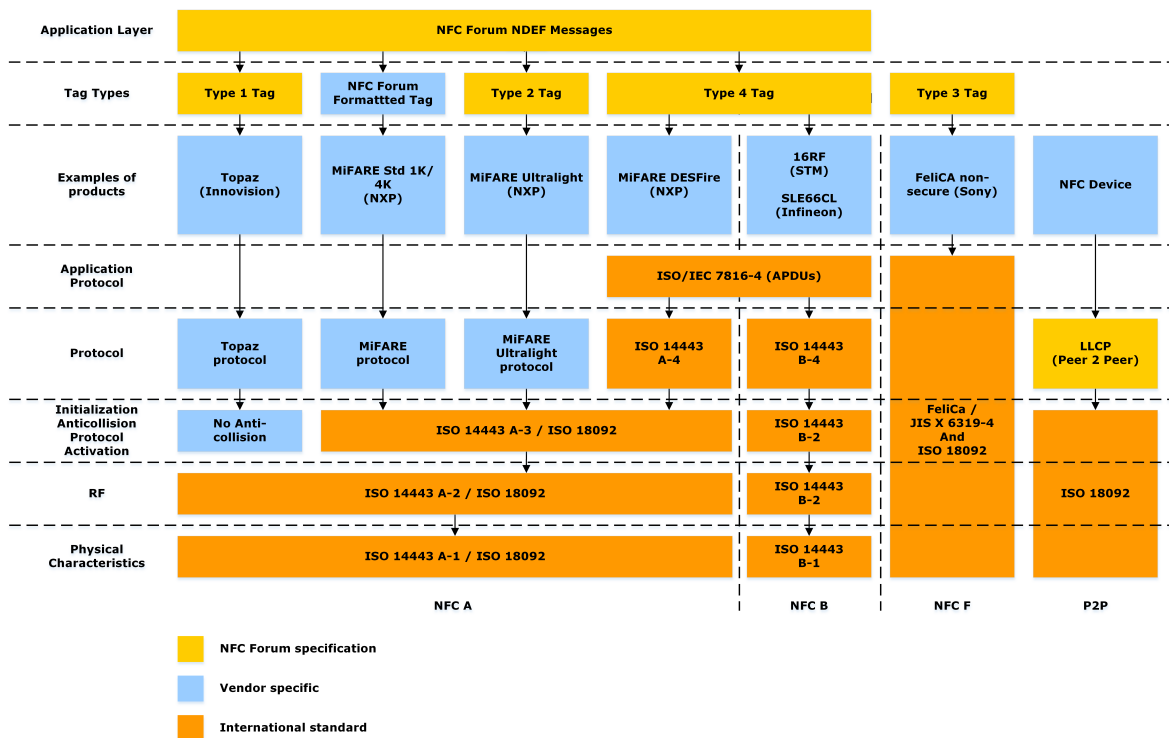 Application Layer
NFC Forum NDEF Messages
Tag Types
Type 1 Tag
NFC Forum
Formattted Tag
Type 2 Tag
Type 4 Tag
Type 3 Tag
Examples of
products
Topaz
(Innovision)
MiFARE Std 1K/
4K
(NXP)
MiFARE Ultralight
(NXP)
MiFARE DESFire
(NXP)
16RF
(STM)
SLE66CL
(Infineon)
FeliCA non-
secure (Sony)
NFC Device
Application
Protocol
ISO/IEC 7816-4 (APDUs)
Protocol
Topaz
protocol
MiFARE
protocol
MiFARE
Ultralight
protocol
ISO 14443
A-4
ISO 14443
B-4
LLCP
(Peer 2 Peer)
Initialization
Anticollision
Protocol
Activation
No Anti-
collision
ISO 14443 A-3 / ISO 18092
ISO 14443
B-2
FeliCa /
JIS X 6319-4
And
ISO 18092
RF
ISO 14443 A-2 / ISO 18092
ISO 14443
B-2
ISO 18092
Physical
Characteristics
ISO 14443 A-1 / ISO 18092
ISO 14443
B-1
NFC A
NFC B
NFC F
P2P
NFC Forum specification
Vendor specific
International standard